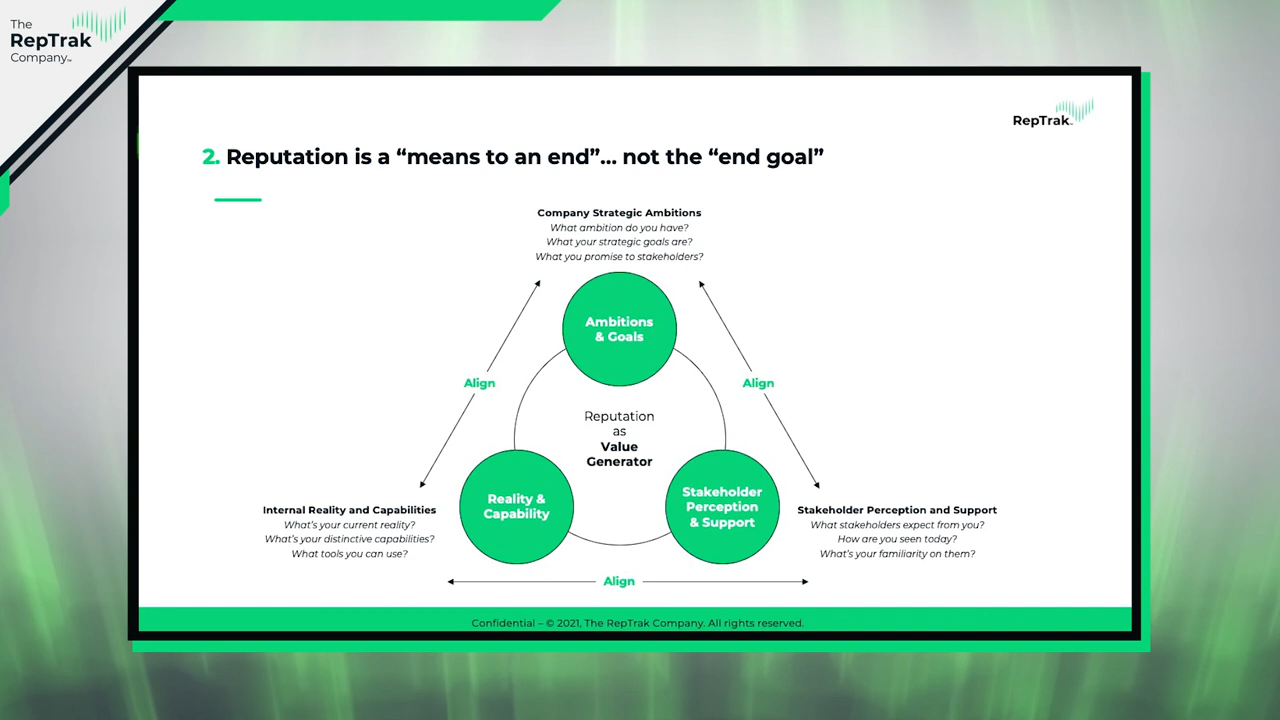 The
RepTrak
Company™
RepTrak™
2. Reputation is a “means to an end”... not the “end goal”
Company Strategic Ambitions
What ambition do you have?
What your strategic goals are?
What you promise to stakeholders?
Ambitions
& Goals
Align
Align
Reputation
as
Value
Generator
Reality &
Capability
Stakeholder
Perception
& Support
Internal Reality and Capabilities
What's your current reality?
What's your distinctive capabilities?
What tools you can use?
Stakeholder Perception and Support
What stakeholders expect from you?
How are you seen today?
What's your familiarity on them?
Align
Confidential – © 2021, The RepTrak Company. All rights reserved.